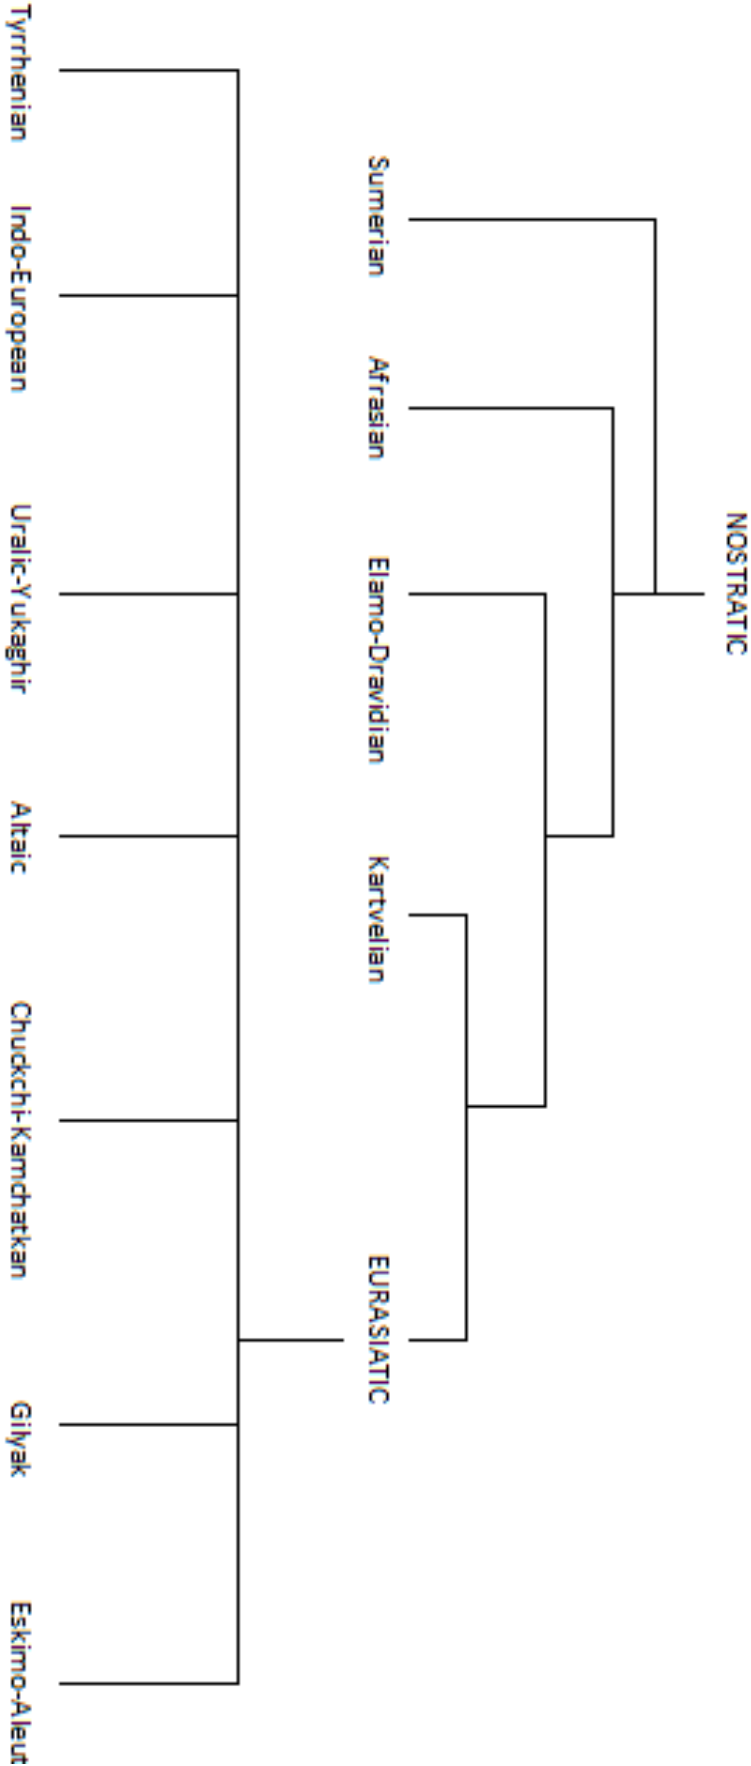 NOSTRATIC
Sumerian
Afrasian
Elamo-Dravidian
Kartvelian
EURASIATIC
Tyrrhenian
Indo-European
Uralic-Yukaghir
Altaic
Chuckchi-Kamchatkan
Gilyak
Eskimo-Aleut